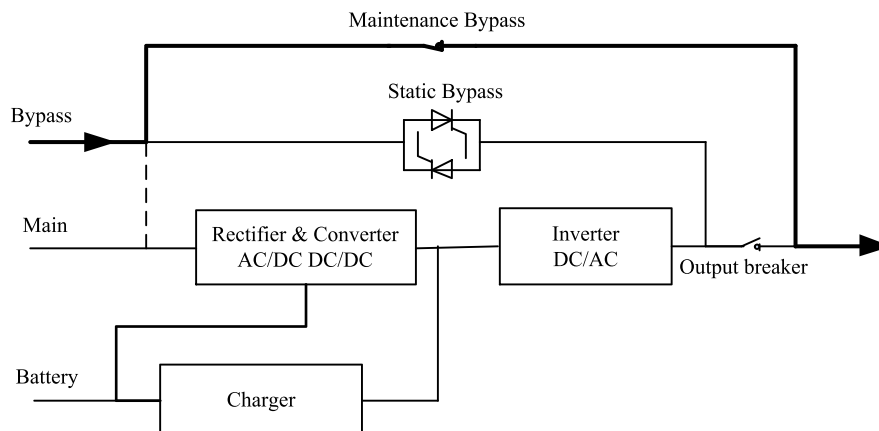 Maintenance Bypass
Static Bypass
Bypass
Main
Rectifier & Converter
AC/DC DC/DC
Inverter
DC/AC
Output breaker
Battery
Charger